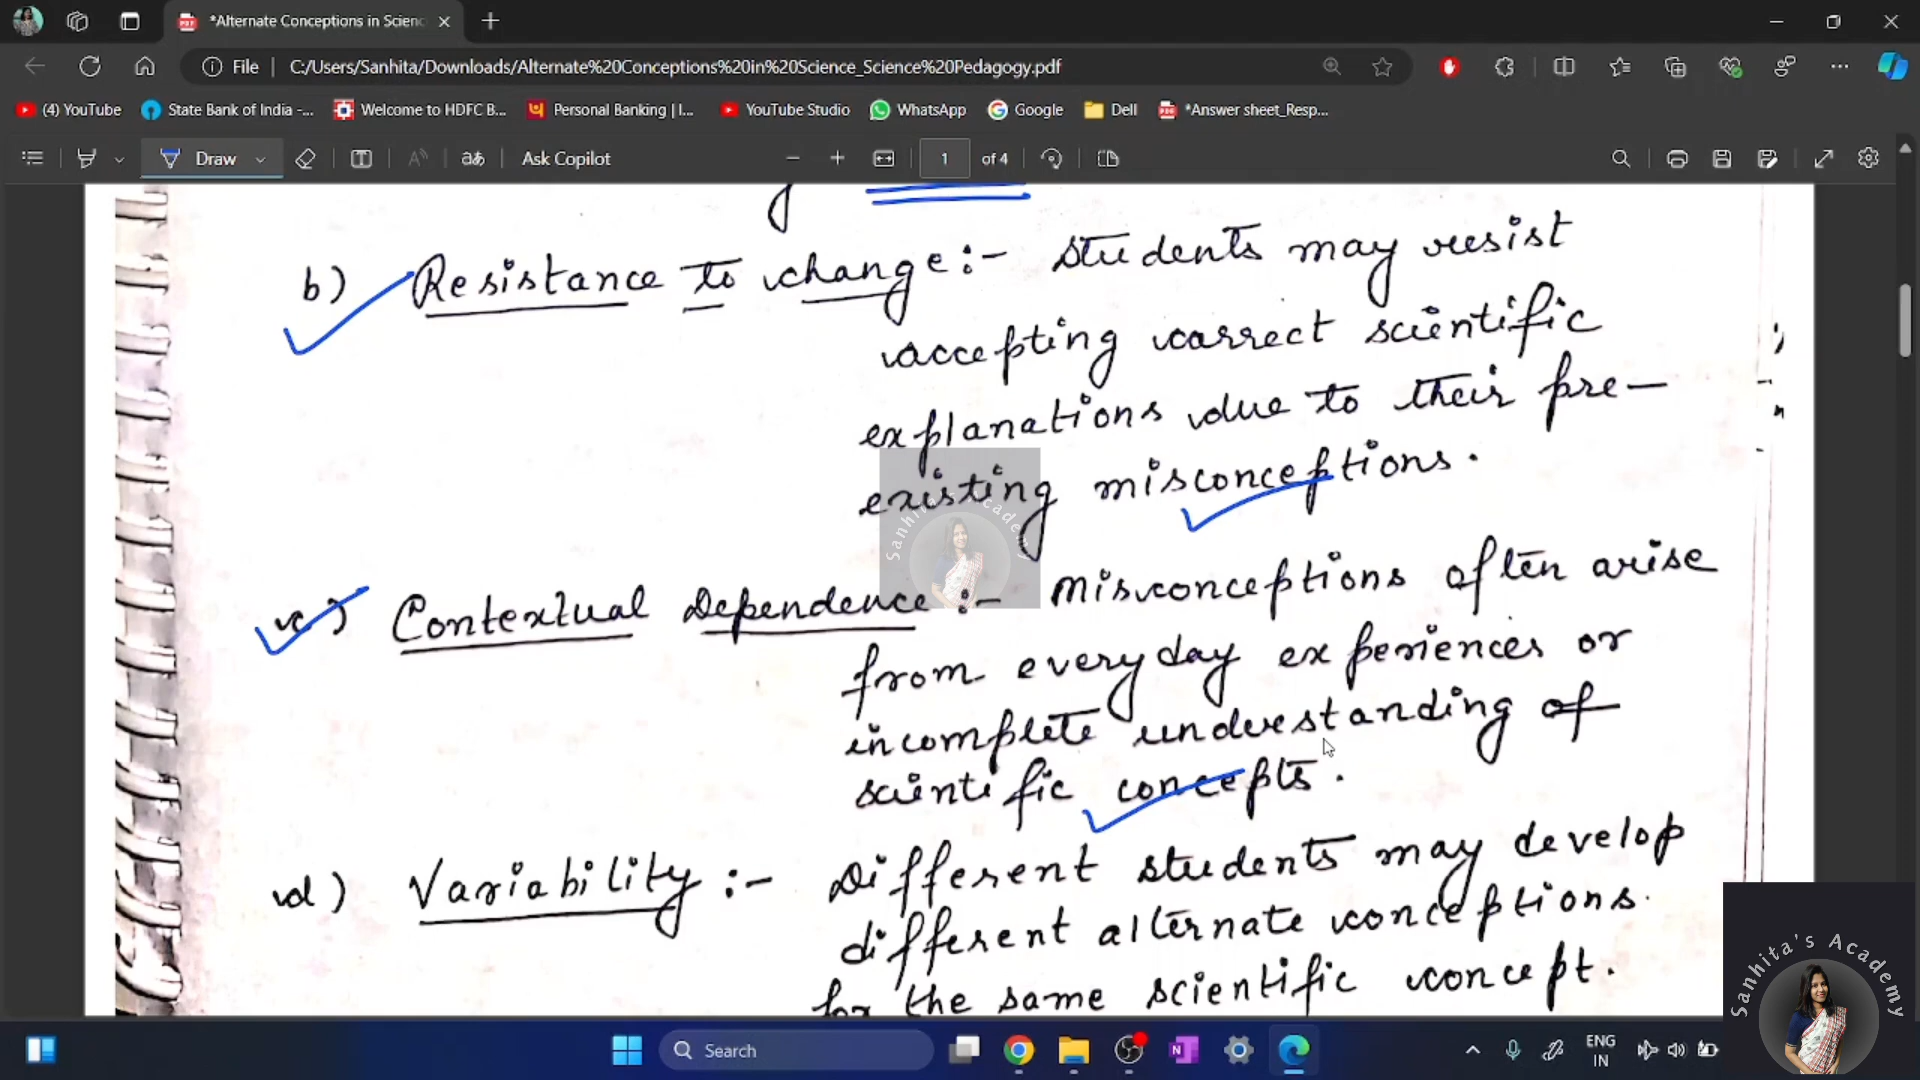 *Alternate Conceptions in Scienc
File
C:/Users/Sanhita/Downloads/Alternate%20Conceptions%20in%20Science_Science%20Pedagogy.pdf
(4) YouTube State Bank of India -... Welcome to HDFC B... Personal Banking | I... YouTube Studio WhatsApp Google Dell *Answer sheet_Resp...
Draw Ask Copilot 1 of 4
b) Resistance to change :- Students may resist
accepting correct scientific
explanations due to their pre-
existing misconceptions.
c) Contextual Dependence :- Misconceptions often arise
from everyday experiences or
incomplete understanding of
scientific concepts.
d) Variability :- Different students may develop
different alternate conceptions.
for the same scientific concept.
Sanhita's Academy
Sanhita's Academy
Search
ENG
IN